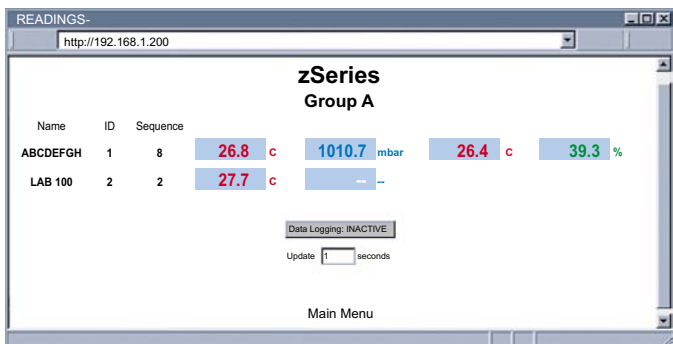 READINGS-
http://192.168.1.200
zSeries
Group A
Name ID Sequence
ABCDEFGH 1 8 26.8 C 1010.7 mbar 26.4 C 39.3 %
LAB 100 2 2 27.7 C -- --
Data Logging: INACTIVE
Update 1 seconds
Main Menu